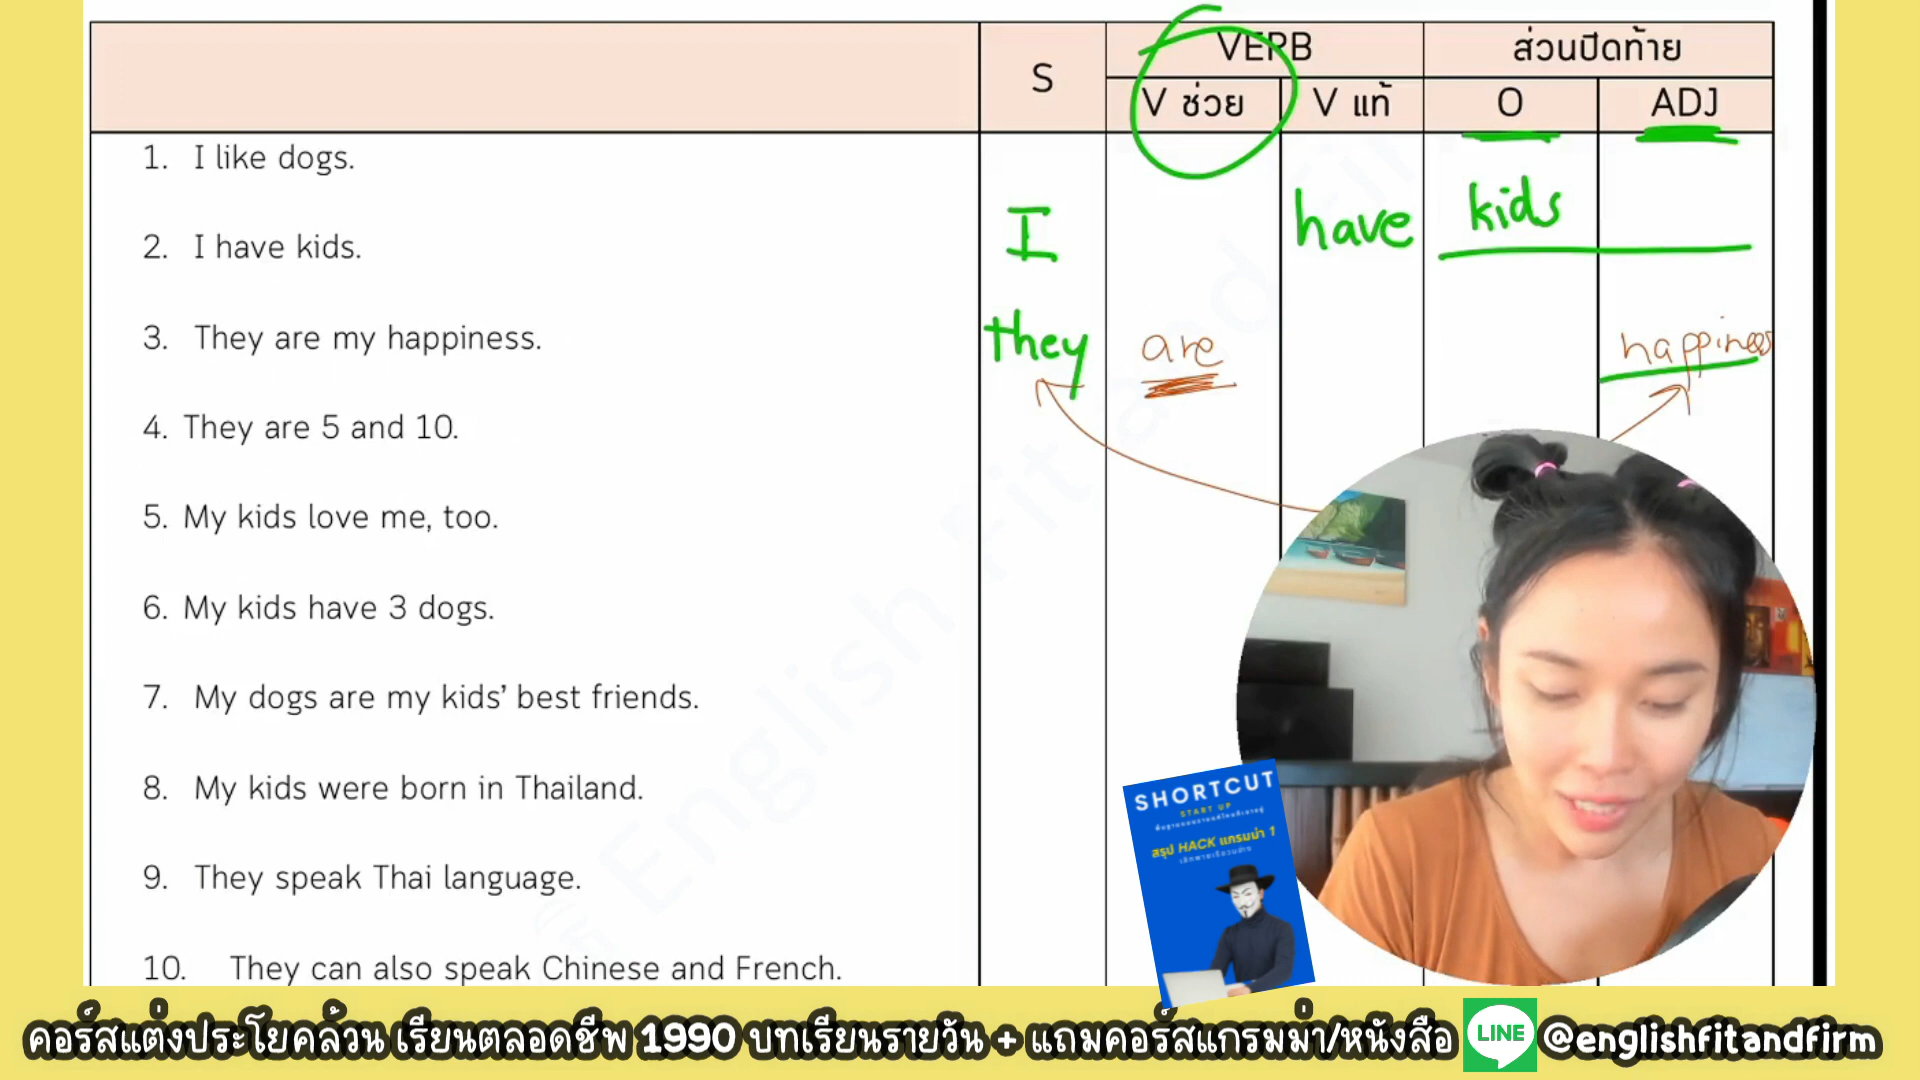 S
VERB
ส่วนปิดท้าย
V ช่วย
V แท้
O
ADJ
1. I like dogs.
2. I have kids.
I have kids
3. They are my happiness.
they are happiness
4. They are 5 and 10.
5. My kids love me, too.
6. My kids have 3 dogs.
7. My dogs are my kids’ best friends.
8. My kids were born in Thailand.
9. They speak Thai language.
10. They can also speak Chinese and French.
English Fit and Fir
SHORTCUT
START UP
สรุป HACK แกรมม่า 1
คอร์สแต่งประโยคล้วน เรียนตลอดชีพ 1990 บทเรียนรายวัน + แถมคอร์สแกรมม่า/หนังสือ LINE @englishfitandfirm